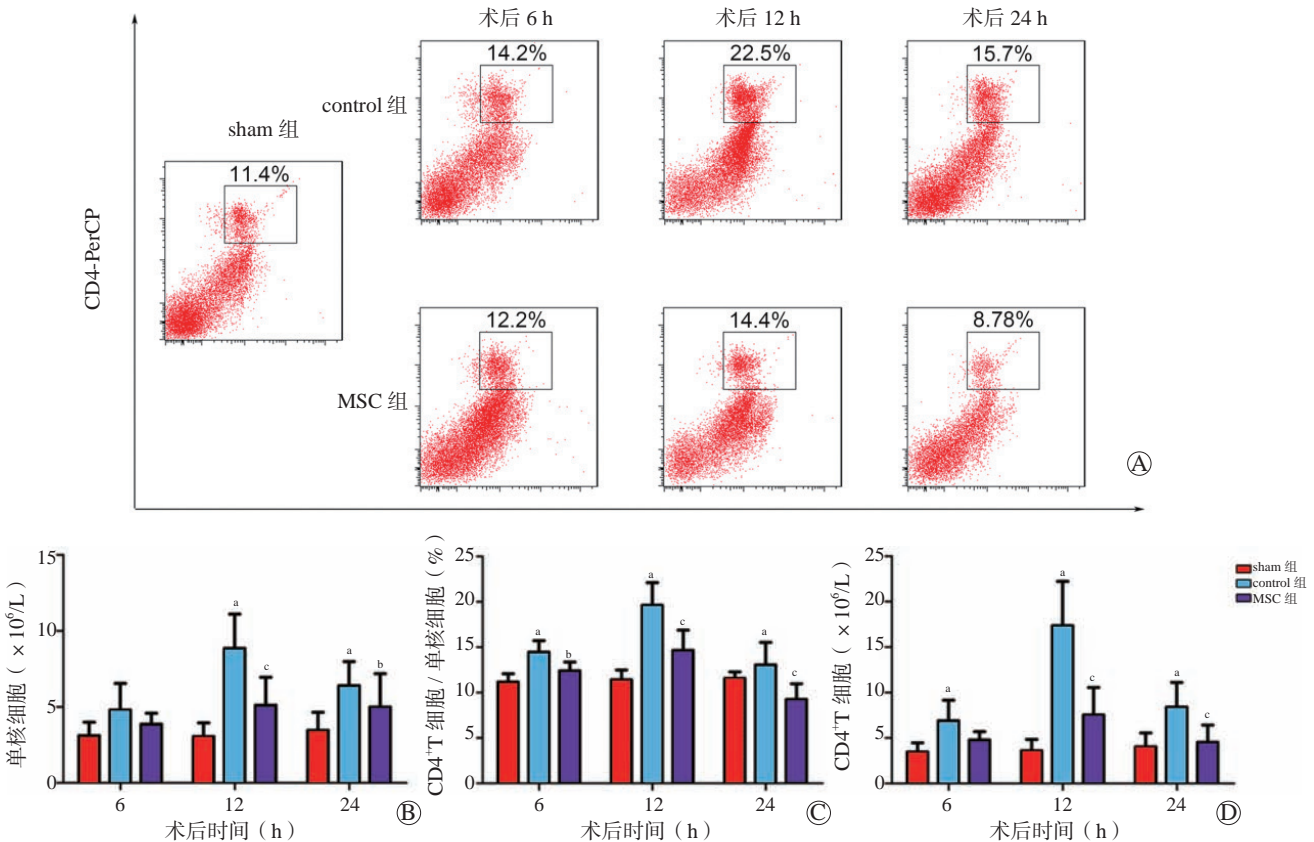 术后 6 h
术后 12 h
术后 24 h
14.2%
22.5%
15.7%
control 组
sham 组
11.4%
CD4-PerCP
12.2%
14.4%
8.78%
MSC 组
A
单核细胞（×10⁶/L）
15
10
5
0
a
c
a
b
6
12
24
术后时间（h）
B
CD4⁺T 细胞 / 单核细胞（%）
25
20
15
10
5
0
a
b
a
c
a
c
6
12
24
术后时间（h）
C
CD4⁺T 细胞（×10⁶/L）
25
20
15
10
5
0
a
a
c
a
c
6
12
24
术后时间（h）
D
sham 组
control 组
MSC 组